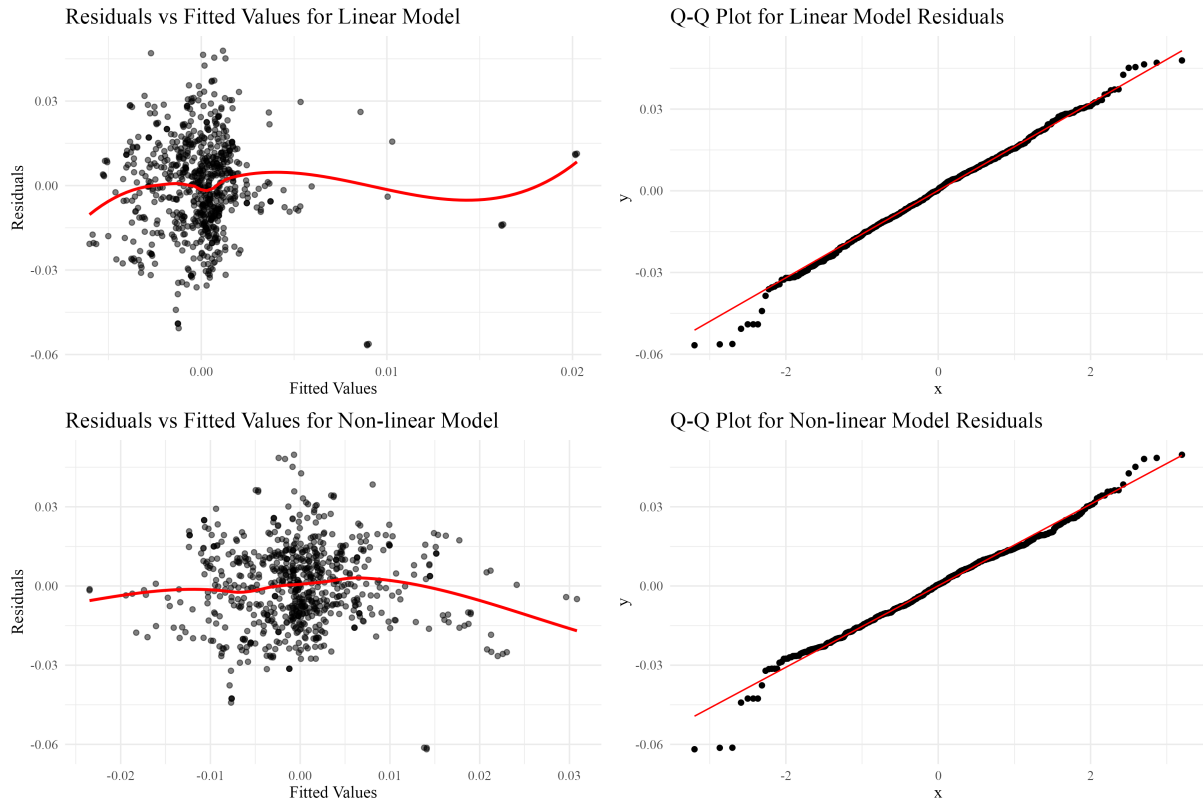 Residuals vs Fitted Values for Linear Model
Residuals
0.03
0.00
-0.03
-0.06
0.00
0.01
0.02
Fitted Values
Q-Q Plot for Linear Model Residuals
y
0.03
0.00
-0.03
-0.06
-2
0
2
x
Residuals vs Fitted Values for Non-linear Model
Residuals
0.03
0.00
-0.03
-0.06
-0.02
-0.01
0.00
0.01
0.02
0.03
Fitted Values
Q-Q Plot for Non-linear Model Residuals
y
0.03
0.00
-0.03
-0.06
-2
0
2
x